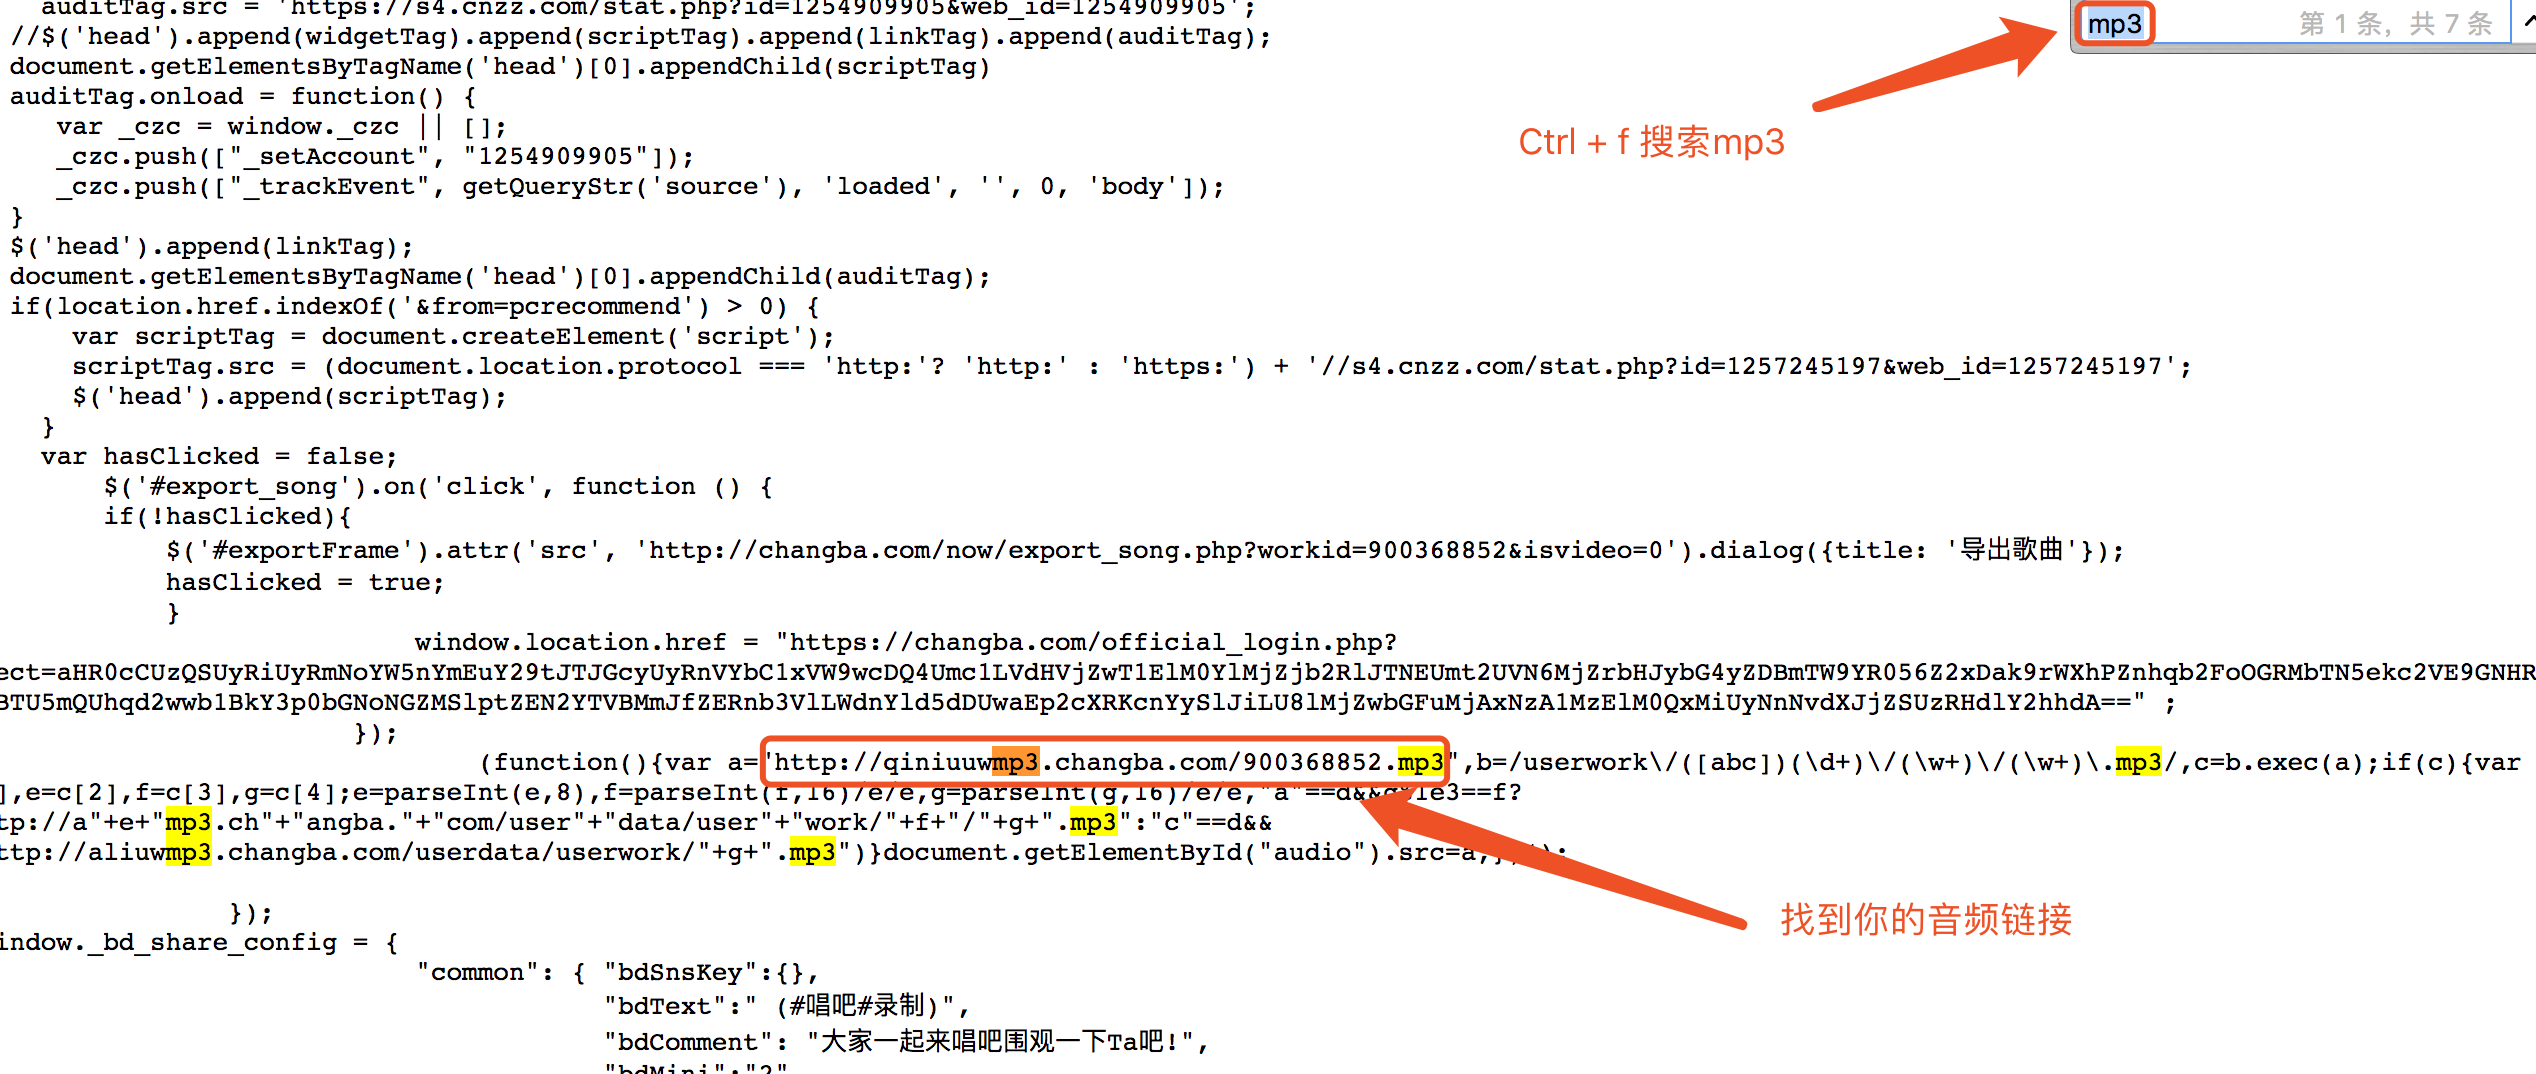 auditTag.src = 'https://s4.cnzz.com/stat.php?id=1254909905&web_id=1254909905';
mp3
第 1 条，共 7 条
//$('head').append(widgetTag).append(scriptTag).append(linkTag).append(auditTag);
document.getElementsByTagName('head')[0].appendChild(scriptTag)
auditTag.onload = function() {
var _czc = window._czc || [];
Ctrl + f 搜索mp3
_czc.push(["_setAccount", "1254909905"]);
_czc.push(["_trackEvent", getQueryStr('source'), 'loaded', '', 0, 'body']);
}
$('head').append(linkTag);
document.getElementsByTagName('head')[0].appendChild(auditTag);
if(location.href.indexOf('&from=pcrecommend') > 0) {
var scriptTag = document.createElement('script');
scriptTag.src = (document.location.protocol === 'http:'? 'http:' : 'https:') + '//s4.cnzz.com/stat.php?id=1257245197&web_id=1257245197';
$('head').append(scriptTag);
}
var hasClicked = false;
$('#export_song').on('click', function () {
if(!hasClicked){
$('#exportFrame').attr('src', 'http://changba.com/now/export_song.php?workid=900368852&isvideo=0').dialog({title: '导出歌曲'});
hasClicked = true;
}
window.location.href = "https://changba.com/official_login.php?
ect=aHR0cCUzQSUyRiUyRmNoYW5nYmEuY29tJTJGcyUyRnVYbC1xVW9wcDQ4Umc1LVdHVjZwT1ElM0YlMjZjb2RlJTNEUmt2UVN6MjZrbHJybG4yZDBmTW9YR056Z2xDak9rWXhPZnhqb2FoOGRMbTN5ekc2VE9GNHR
BTU5mQUhqd2wwb1BkY3p0bGNoNGZMSlptZEN2YTVBMmJfZERnb3VlLWdnYld5dDUwaEp2cXRKcnYySlJiLU8lMjZwbGFuMjAxNzA1MzElM0QxMiUyNnNvdXJjZSUzRHdlY2hhdA==" ;
});
(function(){var a='http://qiniuuwmp3.changba.com/900368852.mp3",b=/userwork\/([abc])(\d+)\/(\w+)\/(\w+)\.mp3/,c=b.exec(a);if(c){var
],e=c[2],f=c[3],g=c[4];e=parseInt(e,8),f=parseInt(f,16)/e/e,g=parseInt(g,16)/e/e,"a"==d&&g%1e3==f?
tp://a"+e+"mp3.ch"+"angba."+"com/user"+"data/user"+"work/"+f+"/"+g+".mp3":"c"==d&&
ttp://aliuwmp3.changba.com/userdata/userwork/"+g+".mp3")}document.getElementById("audio").src=a;
});
找到你的音频链接
indow._bd_share_config = {
"common": { "bdSnsKey":{},
"bdText":" (#唱吧#录制)",
"bdComment": "大家一起来唱吧围观一下Ta吧!",
"bdMini":"2"